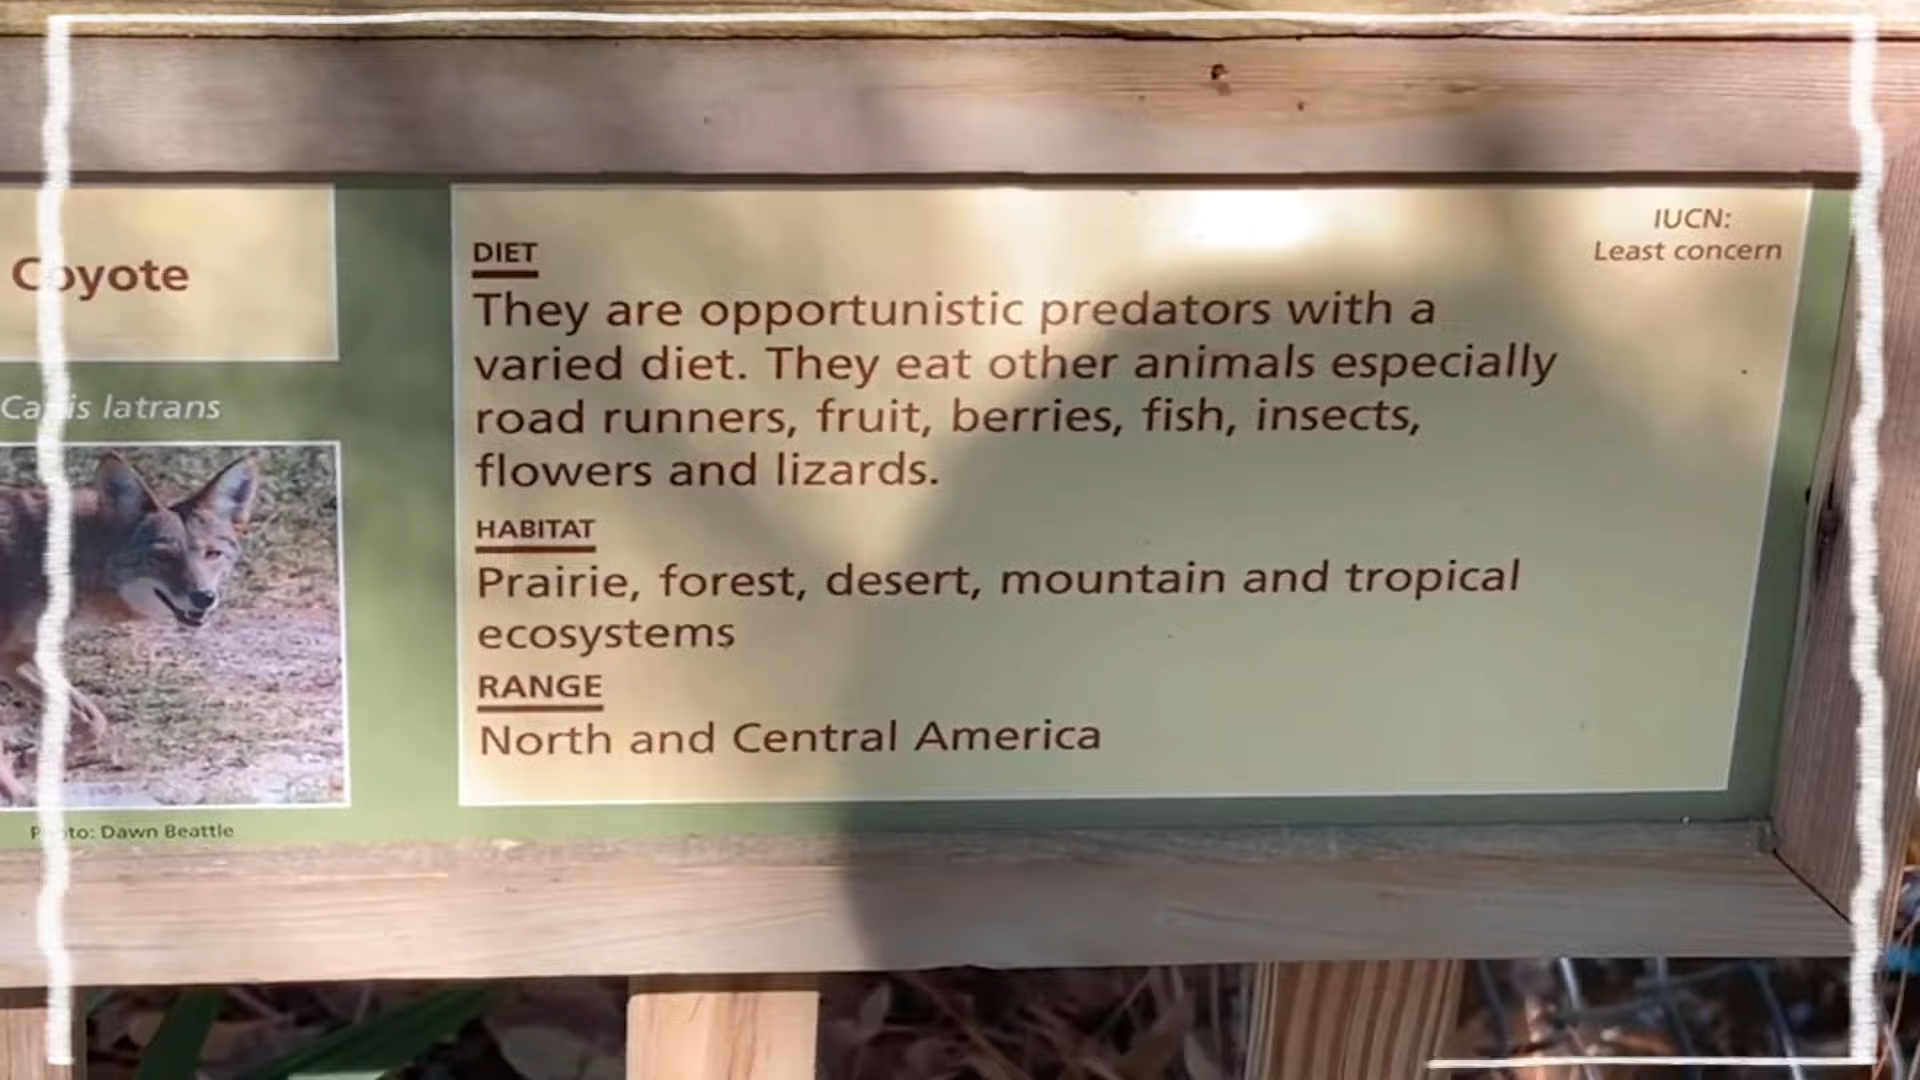 Coyote
Canis latrans
Photo: Dawn Beattie
IUCN:
Least concern
DIET
They are opportunistic predators with a
varied diet. They eat other animals especially
road runners, fruit, berries, fish, insects,
flowers and lizards.
HABITAT
Prairie, forest, desert, mountain and tropical
ecosystems
RANGE
North and Central America